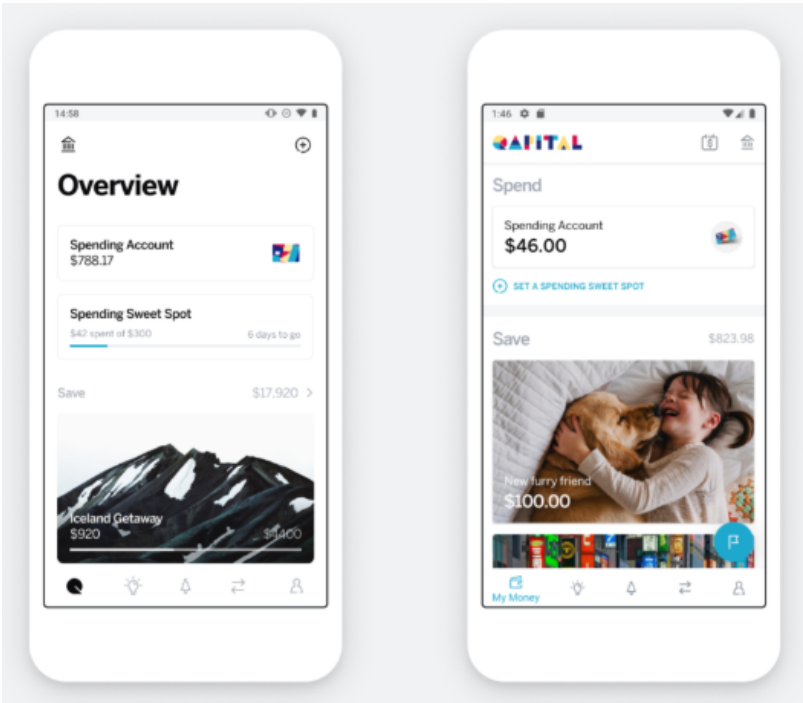 14:58
Overview
Spending Account
$788.17
Spending Sweet Spot
$42 spent of $300 6 days to go
Save $17,920 >
Iceland Getaway
$920 $4400
1:46
QAPITAL
Spend
Spending Account
$46.00
SET A SPENDING SWEET SPOT
Save $823.98
New furry friend
$100.00
My Money